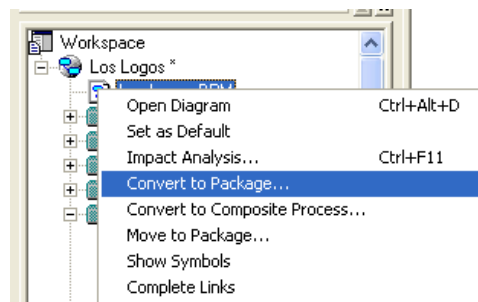 Workspace
Los Logos *
Open Diagram Ctrl+Alt+D
Set as Default
Impact Analysis... Ctrl+F11
Convert to Package...
Convert to Composite Process...
Move to Package...
Show Symbols
Complete Links